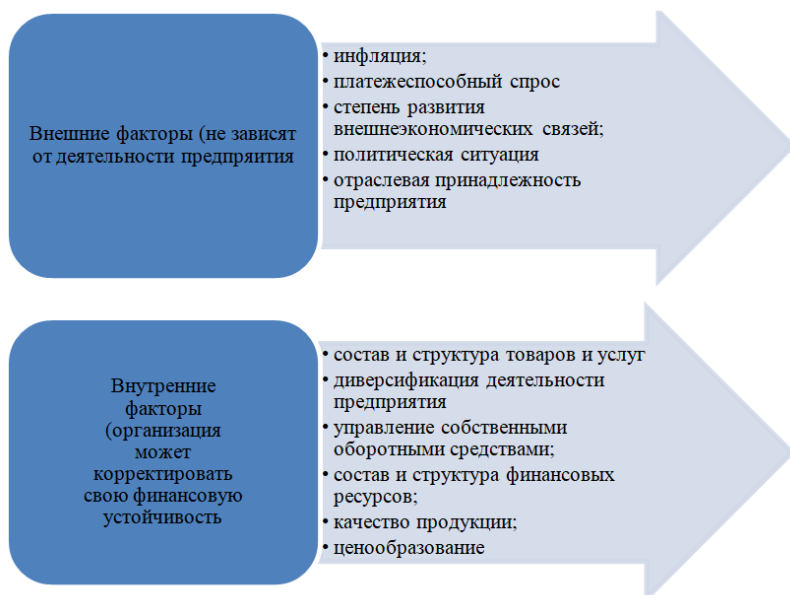 Внешние факторы (не зависят
от деятельности предпряития
• инфляция;
• платежеспособный спрос
• степень развития
внешнеэкономических связей;
• политическая ситуация
• отраслевая принадлежность
предприятия
Внутренние
факторы
(организация
может
корректировать
свою финансовую
устойчивость
• состав и структура товаров и услуг
• диверсификация деятельности
предприятия
• управление собственными
оборотными средствами;
• состав и структура финансовых
ресурсов;
• качество продукции;
• ценообразование